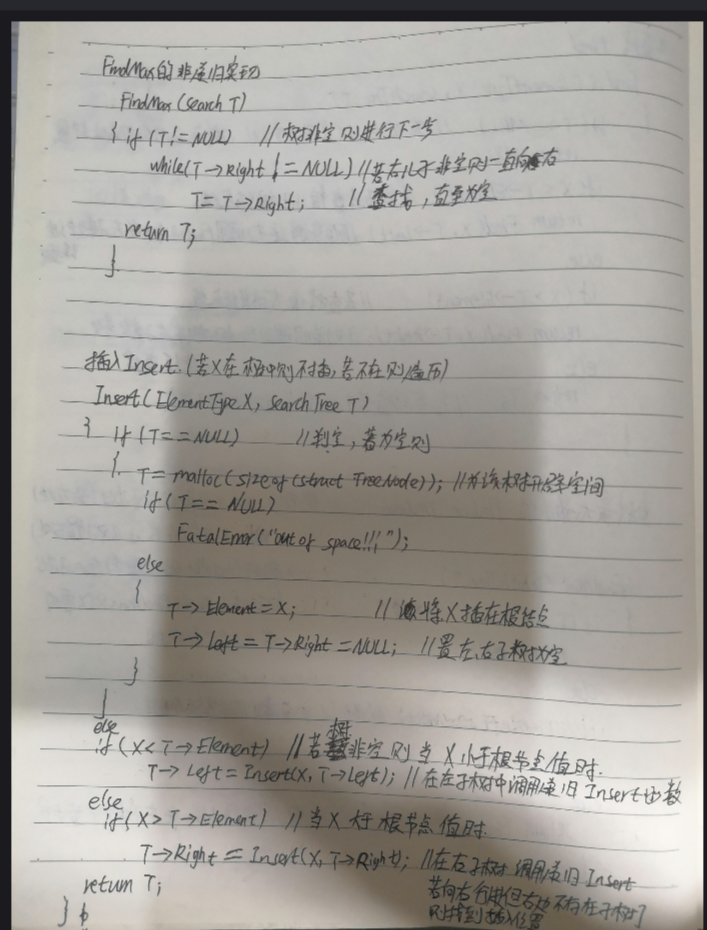 FindMax的非递归实现
FindMax (Search T)
{ if (T != NULL) //树非空则进行下一步
while(T->Right != NULL) //若右儿子非空则一直向右
T = T->Right; //查找,直至为空
return T;
}
插入Insert (若X在树中则不插,若不在则遍历)
Insert(ElementType X, SearchTree T)
{ if (T == NULL) //判空,若为空则
{ T = malloc(sizeof(struct TreeNode)); //为该树开辟空间
if (T == NULL)
FatalError("out of space!!!");
else
{
T->Element = X; //将X插在根结点
T->Left = T->Right = NULL; //置左、右子树为空
}
}
else
if (X < T->Element) //若树非空则当X小于根节点值时.
T->Left = Insert(X, T->Left); //在左子树中调用递归Insert函数
else
if (X > T->Element) //当X大于根节点值时
T->Right = Insert(X, T->Right); //在右子树调用递归Insert
若向右行进但右边不存在子树
return T;
则找到插入位置
}